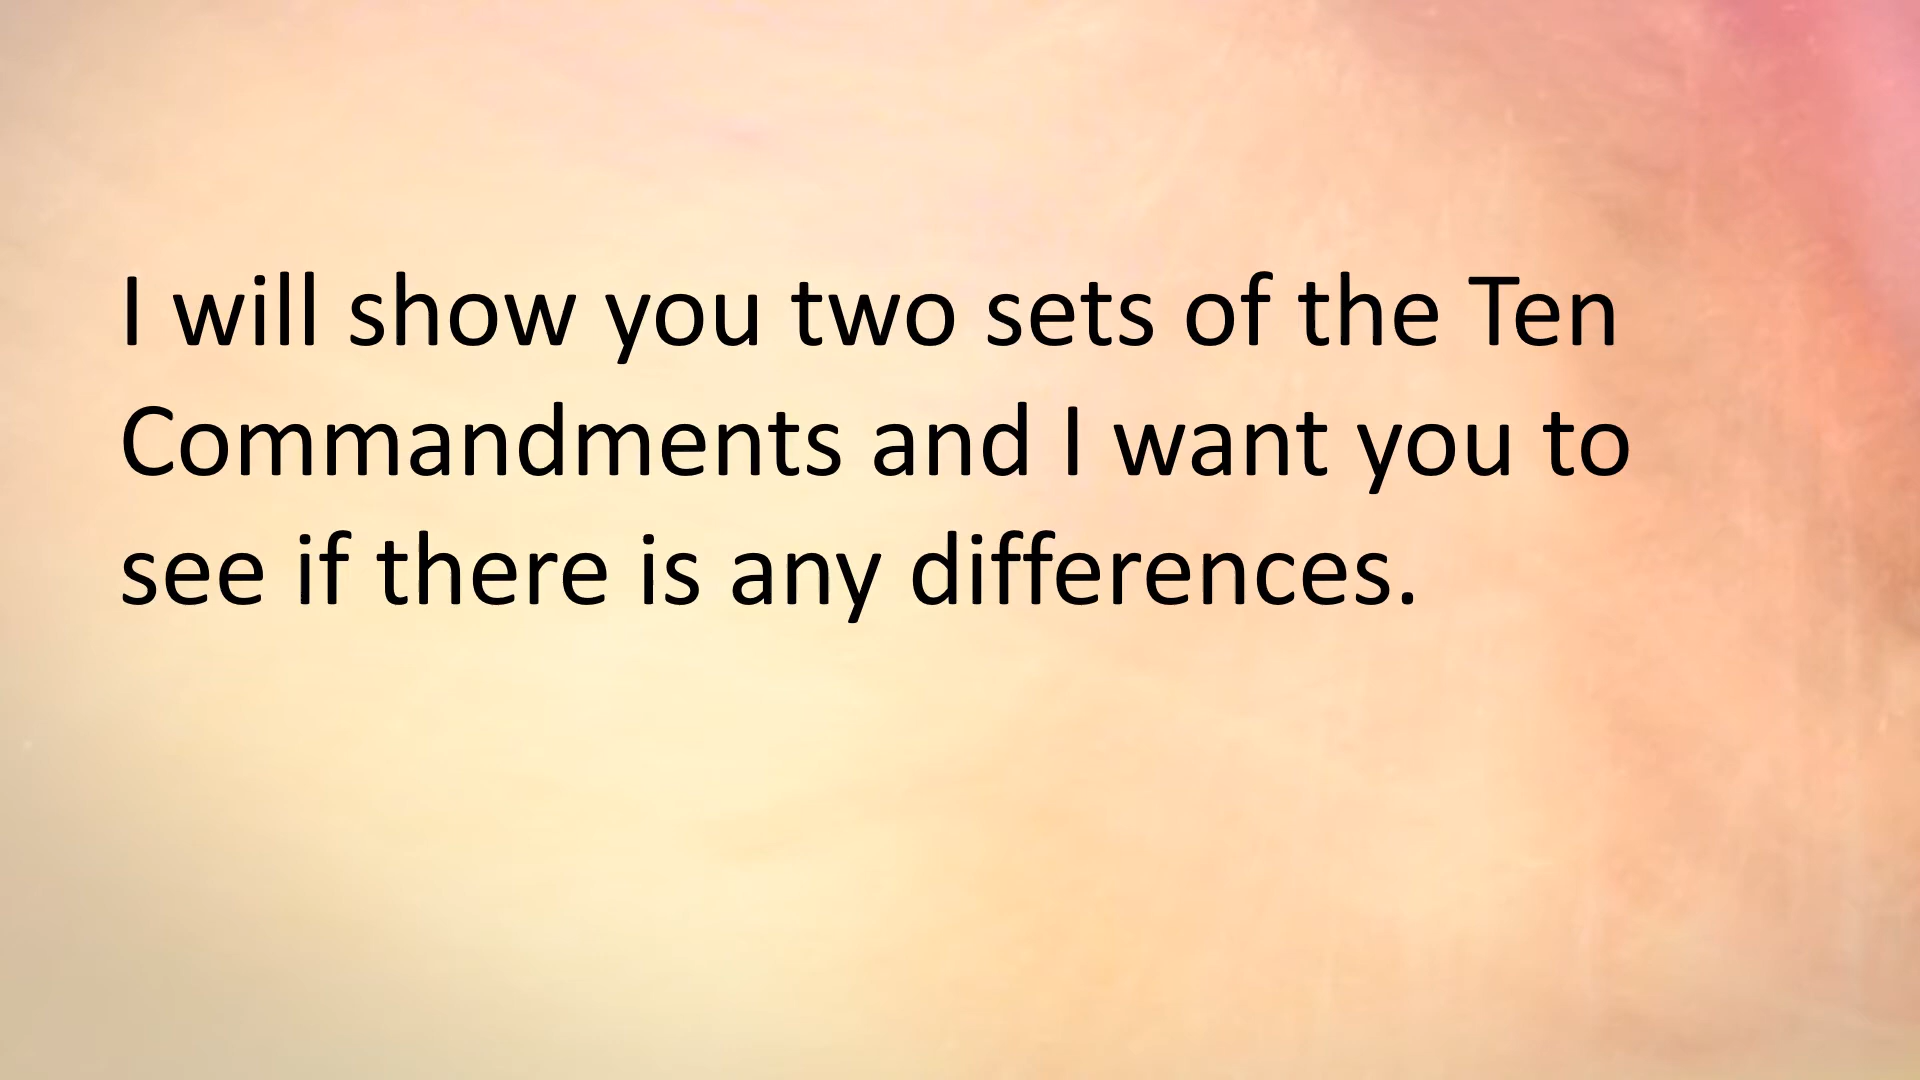 I will show you two sets of the Ten
Commandments and I want you to
see if there is any differences.